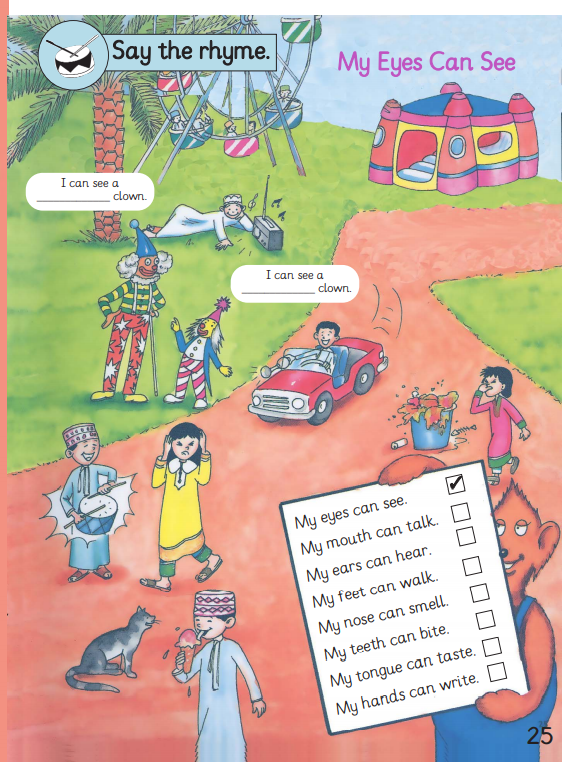 Say the rhyme.
My Eyes Can See
I can see a
____________ clown.
I can see a
____________ clown.
My eyes can see.
My mouth can talk.
My ears can hear.
My feet can walk.
My nose can smell.
My teeth can bite.
My tongue can taste.
My hands can write.
25